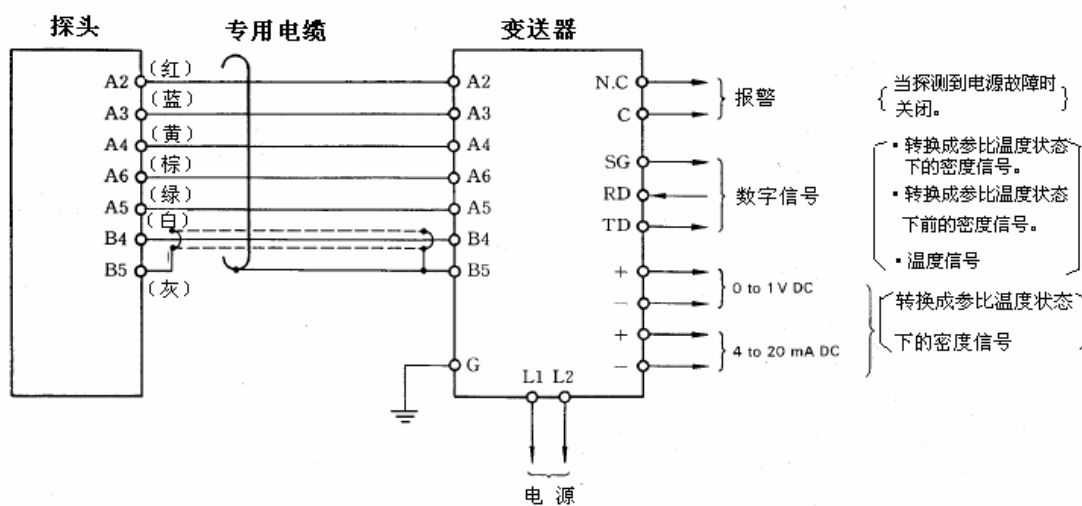 探头
专用电缆
变送器
A2
(红)
A2
A3
(蓝)
A3
A4
(黄)
A4
A6
(棕)
A6
A5
(绿)
A5
B4
(白)
B4
B5
(灰)
B5
G
L1 L2
电 源
N.C
C
报警
当探测到电源故障时
关闭。
SG
RD
TD
数字信号
▪ 转换成参比温度状态
下的密度信号。
▪ 转换成参比温度状态
下前的密度信号。
▪ 温度信号
+
−
0 to 1V DC
+
−
4 to 20 mA DC
转换成参比温度状态
下的密度信号